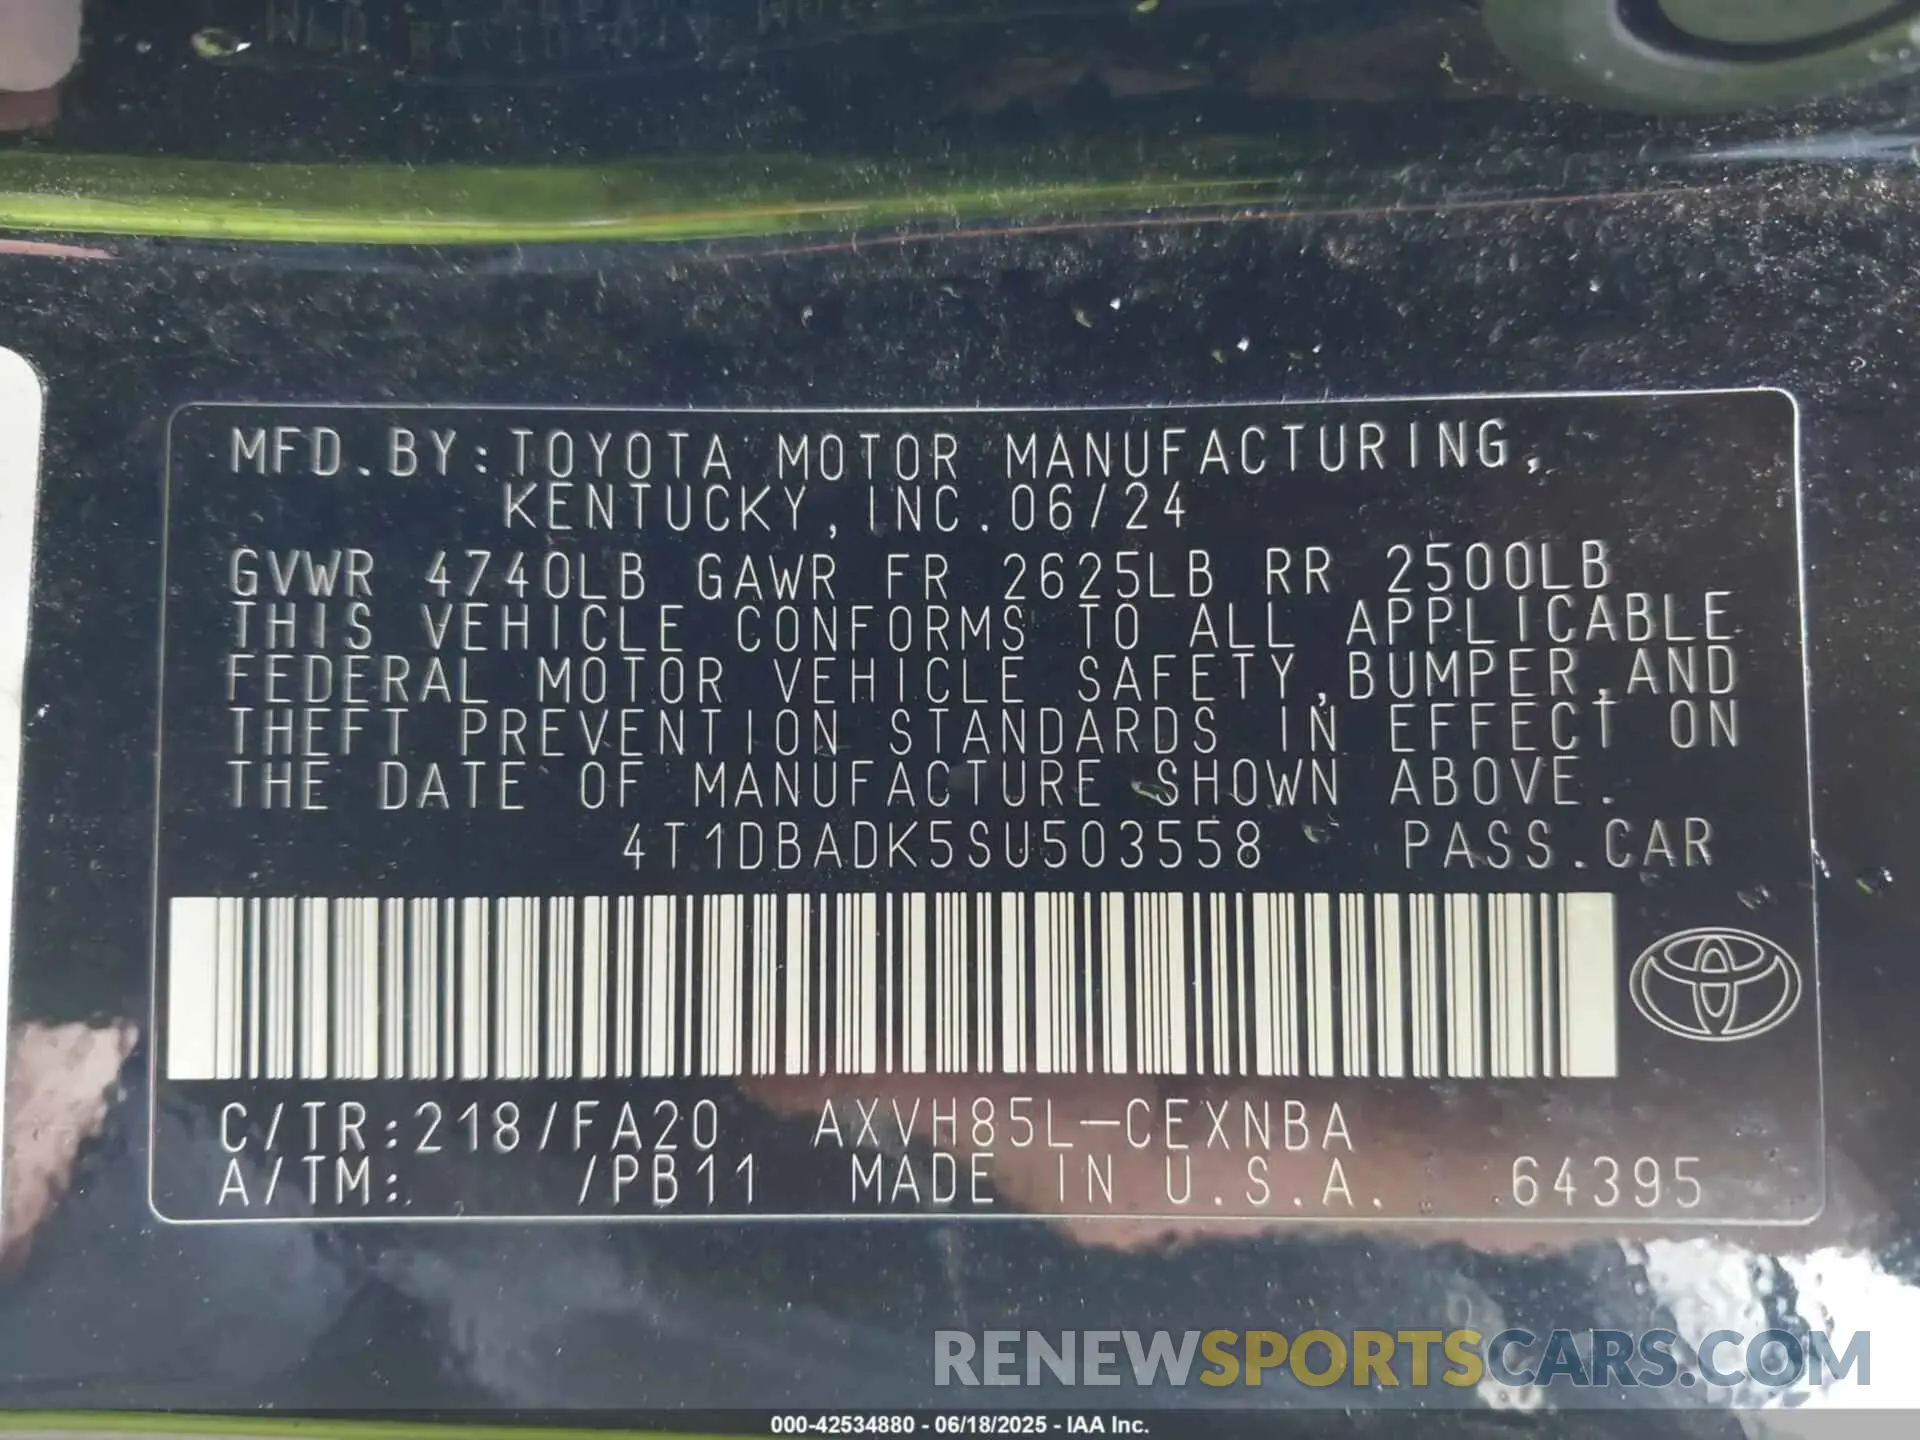 MFD.BY:TOYOTA MOTOR MANUFACTURING,
KENTUCKY, INC.06/24
GVWR 4740LB GAWR FR 2625LB RR 2500LB
THIS VEHICLE CONFORMS TO ALL APPLICABLE
FEDERAL MOTOR VEHICLE SAFETY,BUMPER,AND
THEFT PREVENTION STANDARDS IN EFFECT ON
THE DATE OF MANUFACTURE SHOWN ABOVE.
4T1DBADK5SU503558 PASS.CAR
C/TR:218/FA20 AXVH85L-CEXNBA
A/TM: /PB11 MADE IN U.S.A. 64395
RENEWSPORTSCARS.COM
000-42534880 - 06/18/2025 - IAA Inc.